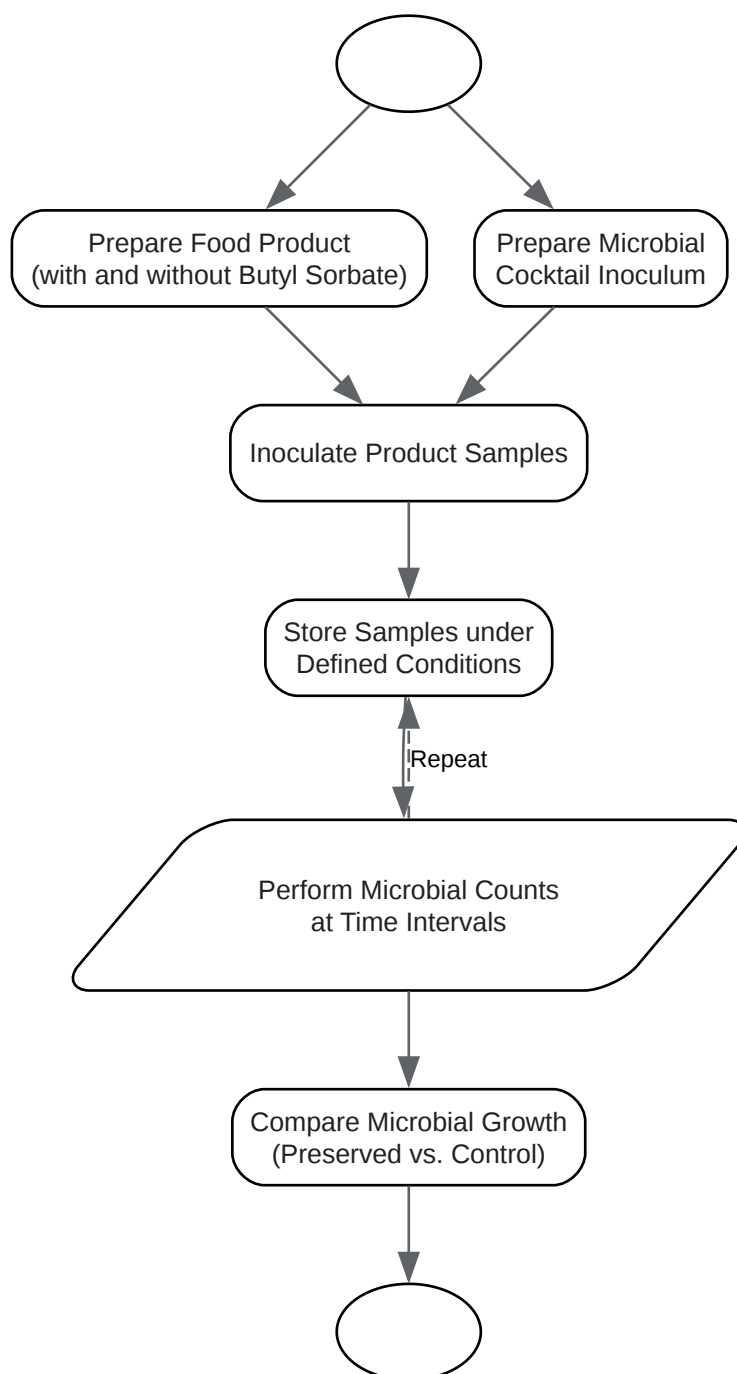 Prepare Food Product
(with and without Butyl Sorbate)
Prepare Microbial
Cocktail Inoculum
Inoculate Product Samples
Store Samples under
Defined Conditions
Repeat
Perform Microbial Counts
at Time Intervals
Compare Microbial Growth
(Preserved vs. Control)